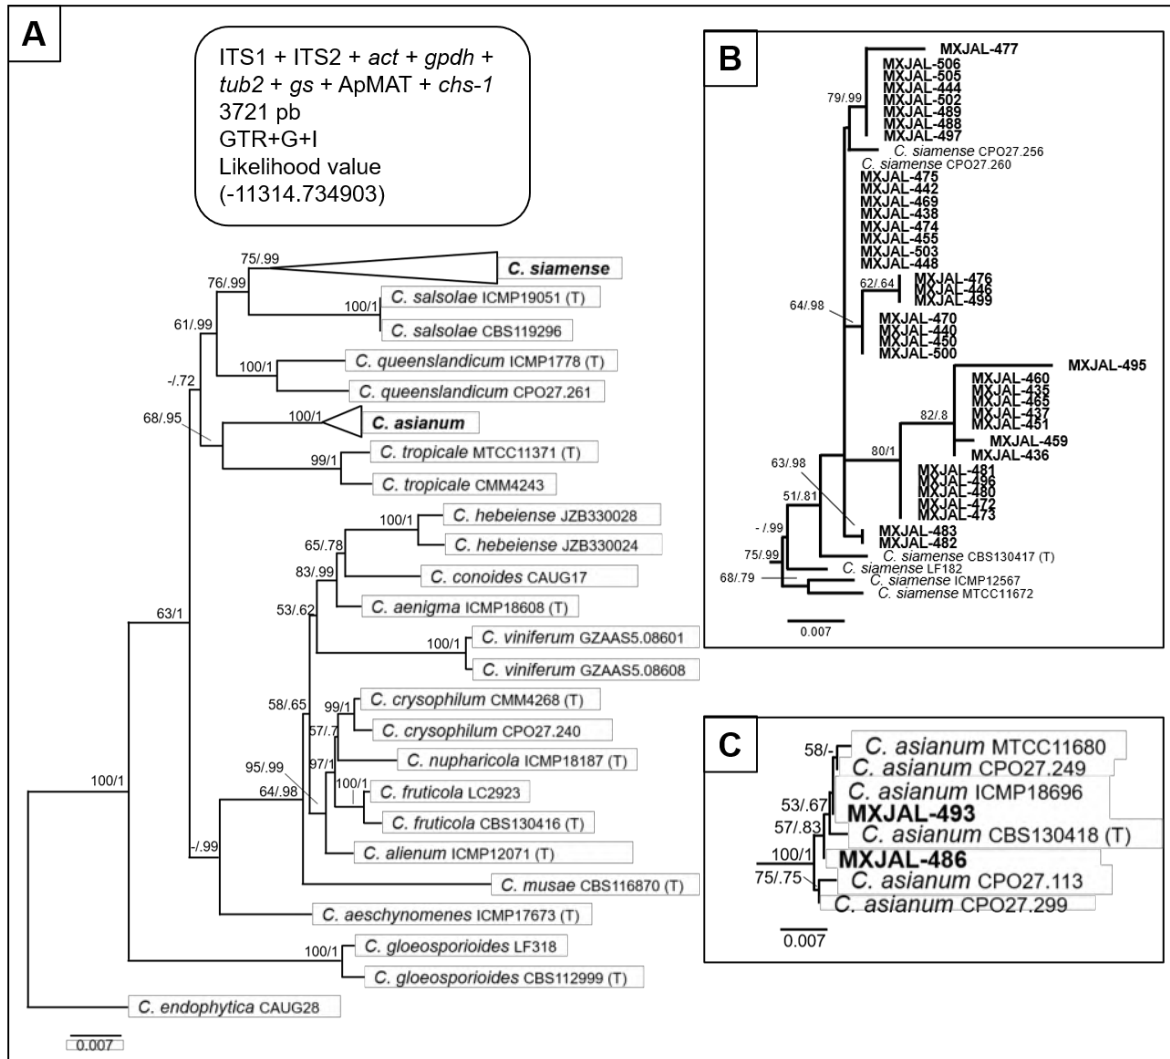 A
ITS1 + ITS2 + act + gpdh +
tub2 + gs + ApMAT + chs-1
3721 pb
GTR+G+I
Likelihood value
(-11314.734903)
75/.99
C. siamense
76/.99
C. salsolae ICMP19051 (T)
100/1
C. salsolae CBS119296
61/.99
C. queenslandicum ICMP1778 (T)
100/1
C. queenslandicum CPO27.261
-/.72
68/.95
100/1
C. asianum
C. tropicale MTCC11371 (T)
99/1
C. tropicale CMM4243
C. hebeiense JZB330028
100/1
C. hebeiense JZB330024
65/.78
83/.99
C. conoides CAUG17
C. aenigma ICMP18608 (T)
53/.62
63/1
C. viniferum GZAAS5.08601
100/1
C. viniferum GZAAS5.08608
58/.65
C. crysophilum CMM4268 (T)
99/1
C. crysophilum CPO27.240
57/.7
C. nupharicola ICMP18187 (T)
97/1
95/.99
100/1
C. fruticola LC2923
64/.98
C. fruticola CBS130416 (T)
100/1
C. alienum ICMP12071 (T)
-/.99
C. musae CBS116870 (T)
C. aeschynomenes ICMP17673 (T)
C. gloeosporioides LF318
100/1
C. gloeosporioides CBS112999 (T)
C. endophytica CAUG28
0.007
B
MXJAL-477
MXJAL-506
MXJAL-505
MXJAL-444
79/.99
MXJAL-502
MXJAL-489
MXJAL-488
MXJAL-497
C. siamense CPO27.256
C. siamense CPO27.260
MXJAL-475
MXJAL-442
MXJAL-469
MXJAL-438
MXJAL-474
MXJAL-455
MXJAL-503
MXJAL-448
62/.64
MXJAL-476
MXJAL-446
MXJAL-499
64/.98
MXJAL-470
MXJAL-440
MXJAL-450
MXJAL-500
MXJAL-495
MXJAL-460
MXJAL-435
MXJAL-465
MXJAL-437
MXJAL-451
82/.8
MXJAL-459
MXJAL-436
80/1
MXJAL-481
MXJAL-496
MXJAL-480
MXJAL-472
MXJAL-473
63/.98
51/.81
MXJAL-483
MXJAL-482
- /.99
C. siamense CBS130417 (T)
75/.99
C. siamense LF182
68/.79
C. siamense ICMP12567
C. siamense MTCC11672
0.007
C
58/-
C. asianum MTCC11680
C. asianum CPO27.249
C. asianum ICMP18696
53/.67
MXJAL-493
57/.83
C. asianum CBS130418 (T)
100/1
MXJAL-486
75/.75
C. asianum CPO27.113
C. asianum CPO27.299
0.007